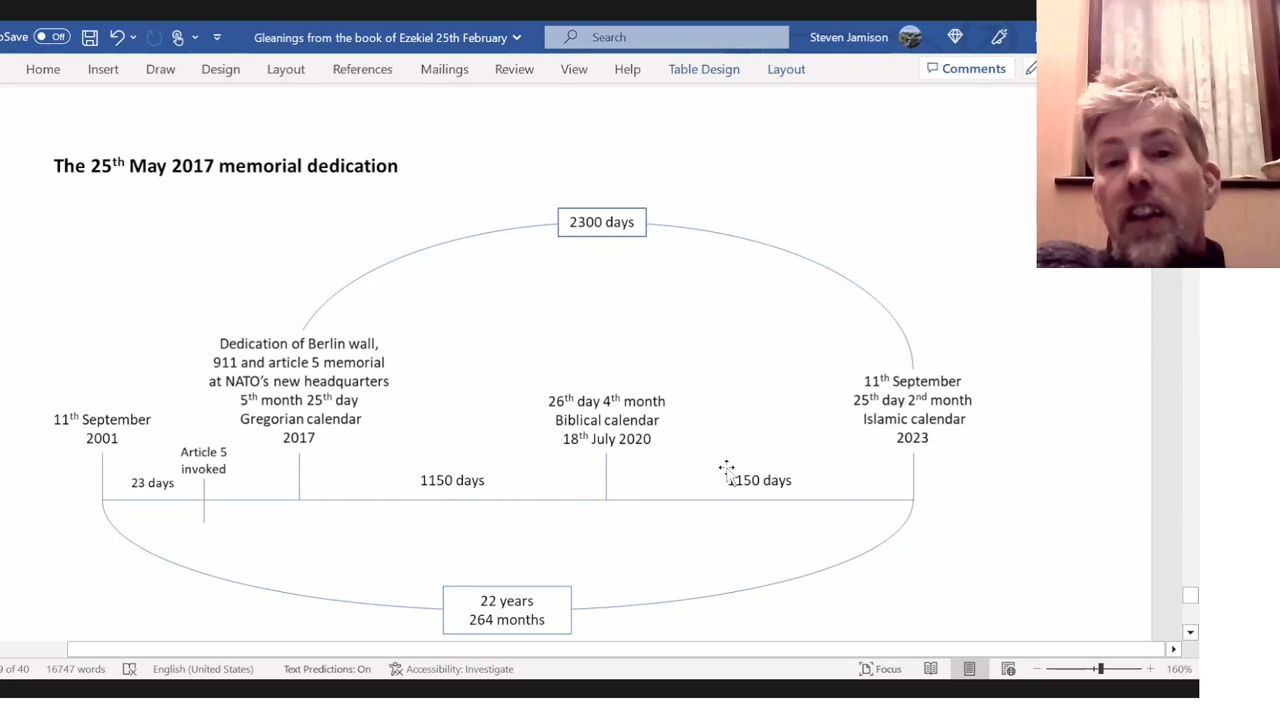 Save
Off
Gleanings from the book of Ezekiel 25th February
Search
Steven Jamison
Home Insert Draw Design Layout References Mailings Review View Help Table Design Layout
Comments
The 25th May 2017 memorial dedication
2300 days
Dedication of Berlin wall,
911 and article 5 memorial
at NATO's new headquarters
5th month 25th day
Gregorian calendar
2017
11th September
2001
Article 5
invoked
23 days
26th day 4th month
Biblical calendar
18th July 2020
11th September
25th day 2nd month
Islamic calendar
2023
1150 days
150 days
22 years
264 months
of 40 16747 words English (United States) Text Predictions: On Accessibility: Investigate Focus 160%